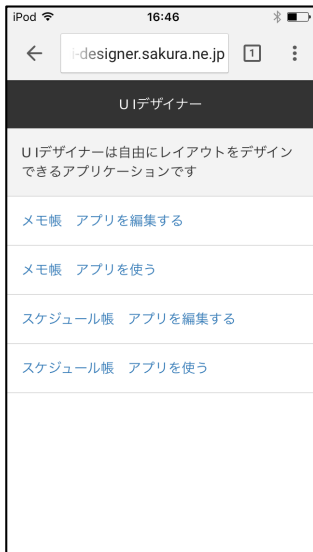 iPod 16:46
i-designer.sakura.ne.jp 1
UIデザイナー
UIデザイナーは自由にレイアウトをデザイン
できるアプリケーションです
メモ帳　アプリを編集する
メモ帳　アプリを使う
スケジュール帳　アプリを編集する
スケジュール帳　アプリを使う